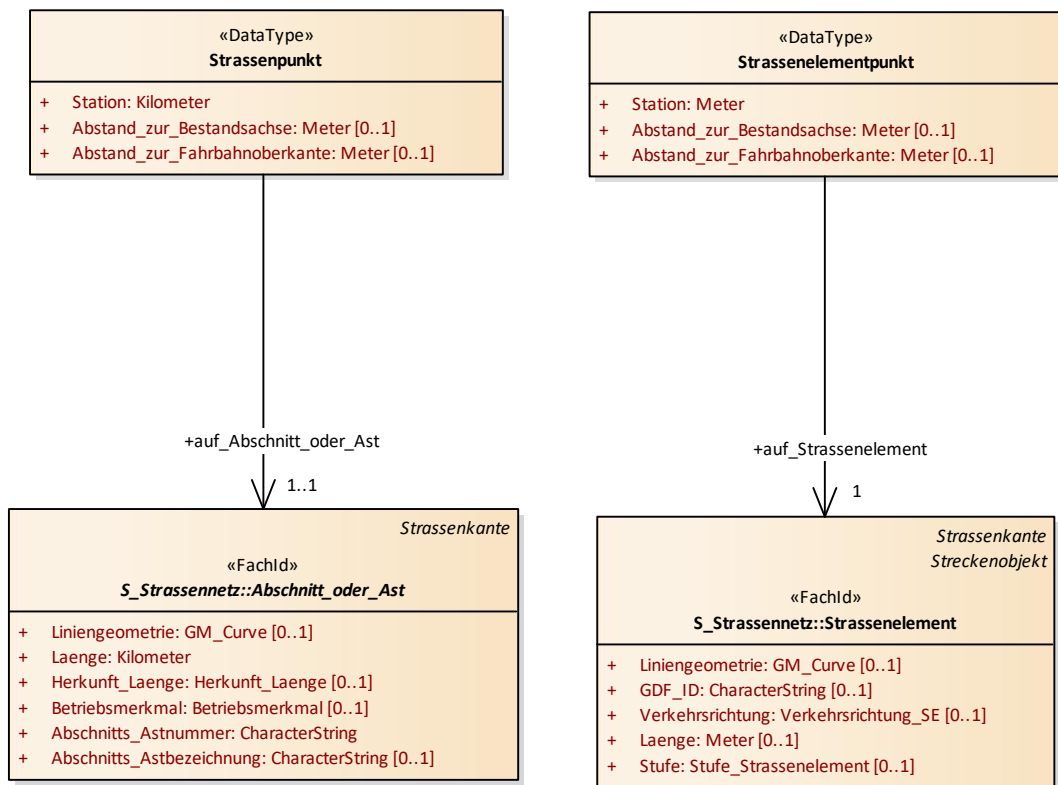 «DataType»
Strassenpunkt
+ Station: Kilometer
+ Abstand_zur_Bestandsachse: Meter [0..1]
+ Abstand_zur_Fahrbahnoberkante: Meter [0..1]
+auf_Abschnitt_oder_Ast
1..1
Strassenkante
«FachId»
S_Strassennetz::Abschnitt_oder_Ast
+ Liniengeometrie: GM_Curve [0..1]
+ Laenge: Kilometer
+ Herkunft_Laenge: Herkunft_Laenge [0..1]
+ Betriebsmerkmal: Betriebsmerkmal [0..1]
+ Abschnitts_Astnummer: CharacterString
+ Abschnitts_Astbezeichnung: CharacterString [0..1]
«DataType»
Strassenelementpunkt
+ Station: Meter
+ Abstand_zur_Bestandsachse: Meter [0..1]
+ Abstand_zur_Fahrbahnoberkante: Meter [0..1]
+auf_Strassenelement
1
Strassenkante
Streckenobjekt
«FachId»
S_Strassennetz::Strassenelement
+ Liniengeometrie: GM_Curve [0..1]
+ GDF_ID: CharacterString [0..1]
+ Verkehrsrichtung: Verkehrsrichtung_SE [0..1]
+ Laenge: Meter [0..1]
+ Stufe: Stufe_Strassenelement [0..1]